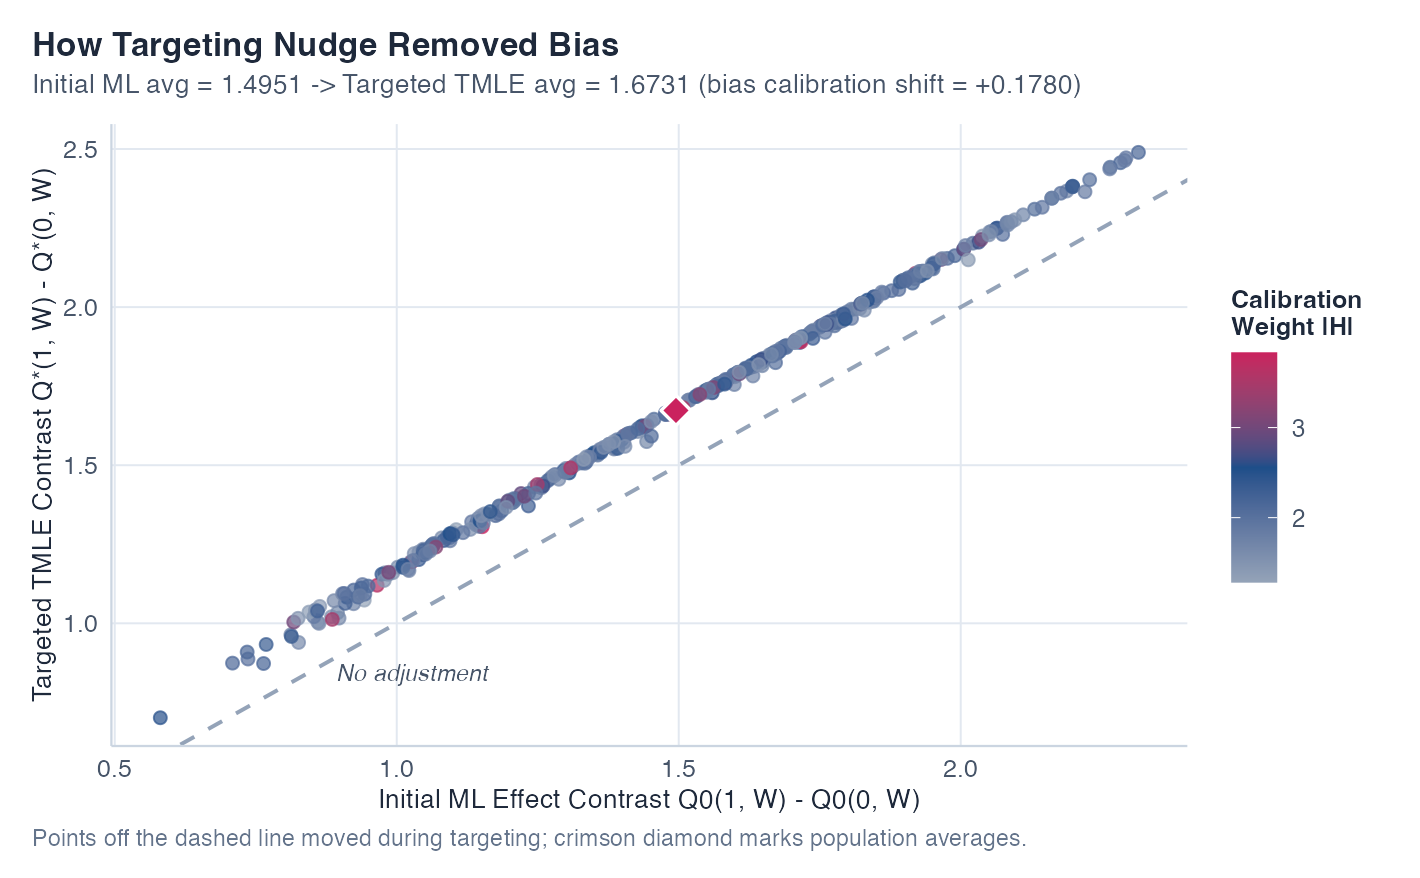 How Targeting Nudge Removed Bias
Initial ML avg = 1.4951 -> Targeted TMLE avg = 1.6731 (bias calibration shift = +0.1780)
Targeted TMLE Contrast Q*(1, W) - Q*(0, W)
2.5
2.0
1.5
1.0
No adjustment
0.5
1.0
1.5
2.0
Initial ML Effect Contrast Q0(1, W) - Q0(0, W)
Calibration
Weight |H|
3
2
Points off the dashed line moved during targeting; crimson diamond marks population averages.